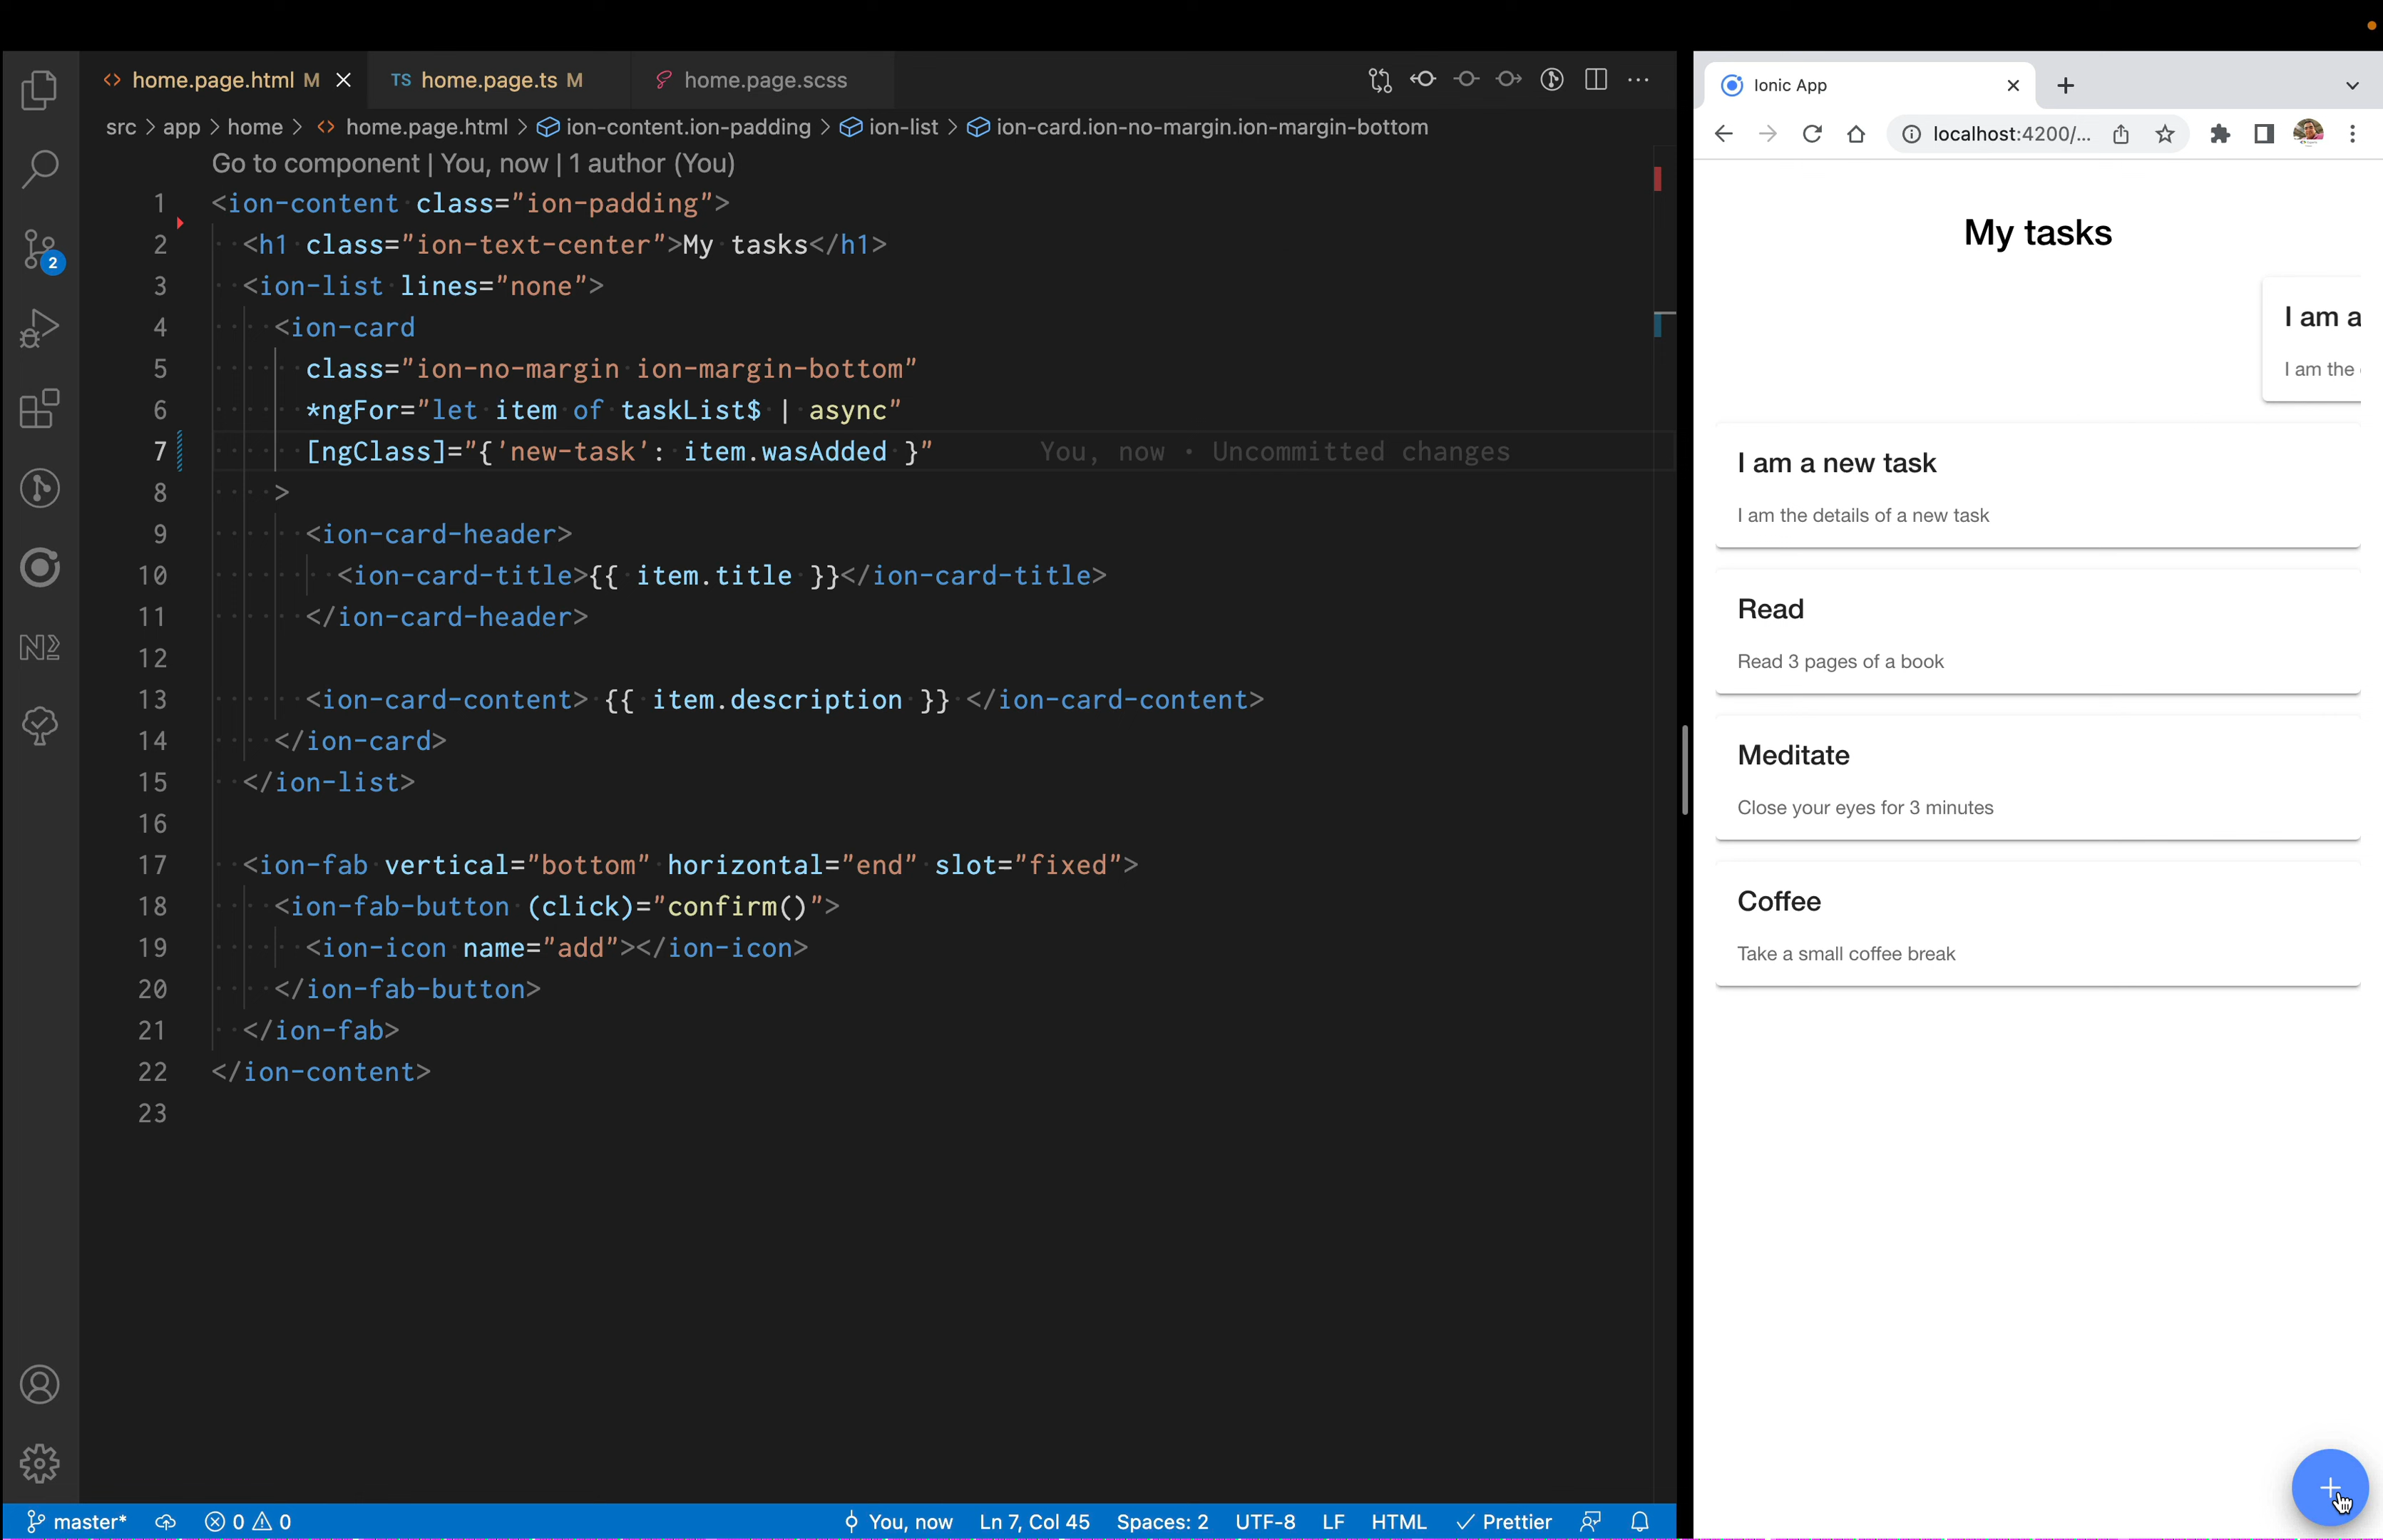 home.page.html M
TS home.page.ts M
home.page.scss
src > app > home > <> home.page.html > ion-content.ion-padding > ion-list > ion-card.ion-no-margin.ion-margin-bottom
Go to component | You, now | 1 author (You)
1 <ion-content class="ion-padding">
2 <h1 class="ion-text-center">My tasks</h1>
3 <ion-list lines="none">
4 <ion-card
5 class="ion-no-margin ion-margin-bottom"
6 *ngFor="let item of taskList$ | async"
7 [ngClass]="{'new-task': item.wasAdded }" You, now • Uncommitted changes
8 >
9 <ion-card-header>
10 <ion-card-title>{{ item.title }}</ion-card-title>
11 </ion-card-header>
12
13 <ion-card-content> {{ item.description }} </ion-card-content>
14 </ion-card>
15 </ion-list>
16
17 <ion-fab vertical="bottom" horizontal="end" slot="fixed">
18 <ion-fab-button (click)="confirm()">
19 <ion-icon name="add"></ion-icon>
20 </ion-fab-button>
21 </ion-fab>
22 </ion-content>
23
2
master* 0 0 You, now Ln 7, Col 45 Spaces: 2 UTF-8 LF HTML Prettier
Ionic App
localhost:4200/...
My tasks
I am a
I am the
I am a new task
I am the details of a new task
Read
Read 3 pages of a book
Meditate
Close your eyes for 3 minutes
Coffee
Take a small coffee break